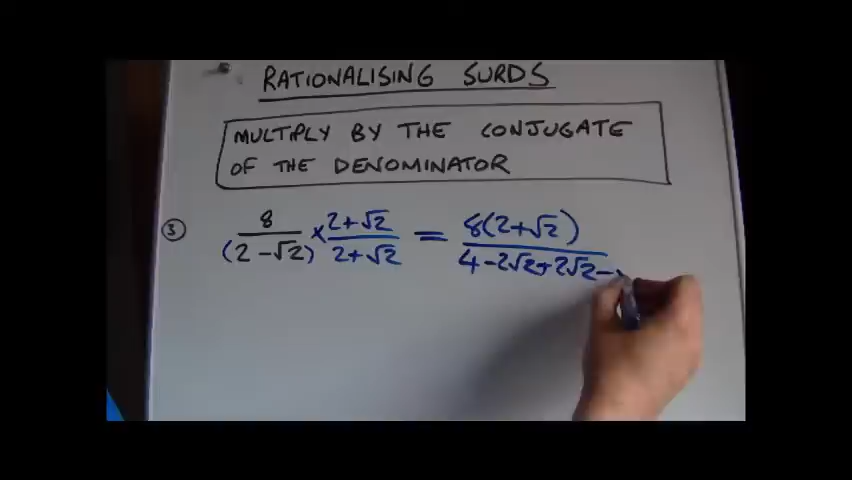 RATIONALISING SURDS
MULTIPLY BY THE CONJUGATE
OF THE DENOMINATOR
③ 8/(2-√2) × 2+√2/2+√2 = 8(2+√2)/4-2√2+2√2-